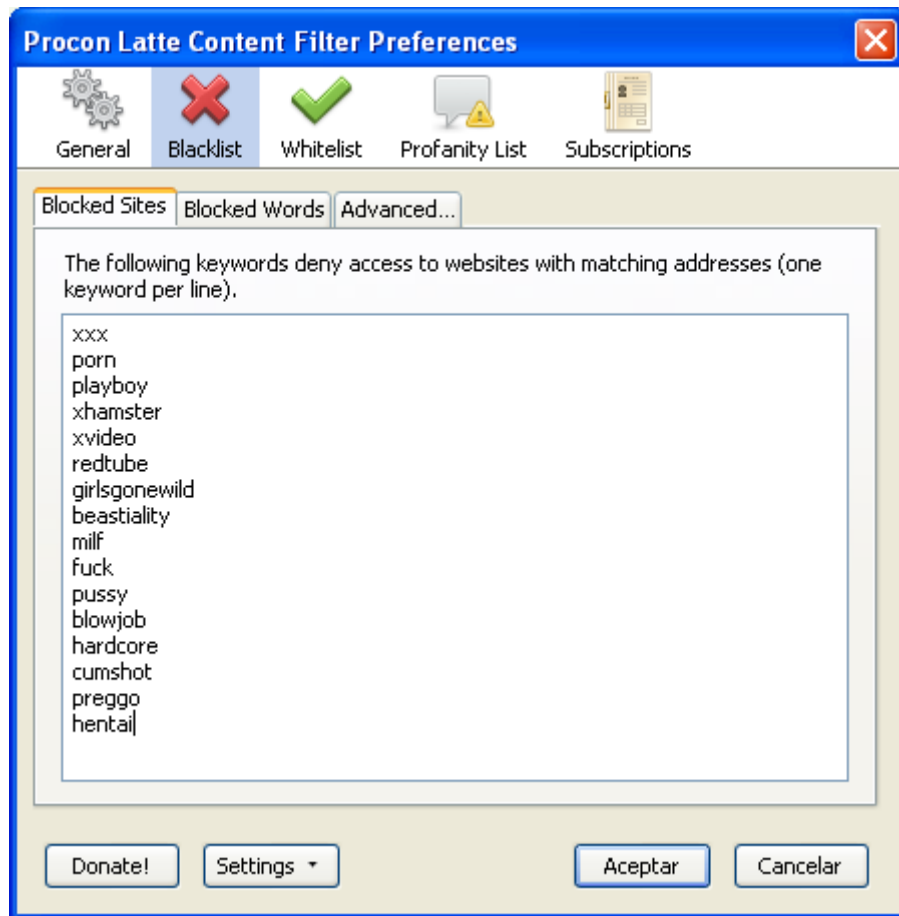 Procon Latte Content Filter Preferences
General Blacklist Whitelist Profanity List Subscriptions
Blocked Sites Blocked Words Advanced...
The following keywords deny access to websites with matching addresses (one
keyword per line).
xxx
porn
playboy
xhamster
xvideo
redtube
girlsgonewild
beastiality
milf
fuck
pussy
blowjob
hardcore
cumshot
preggo
hentai
Donate! Settings Aceptar Cancelar